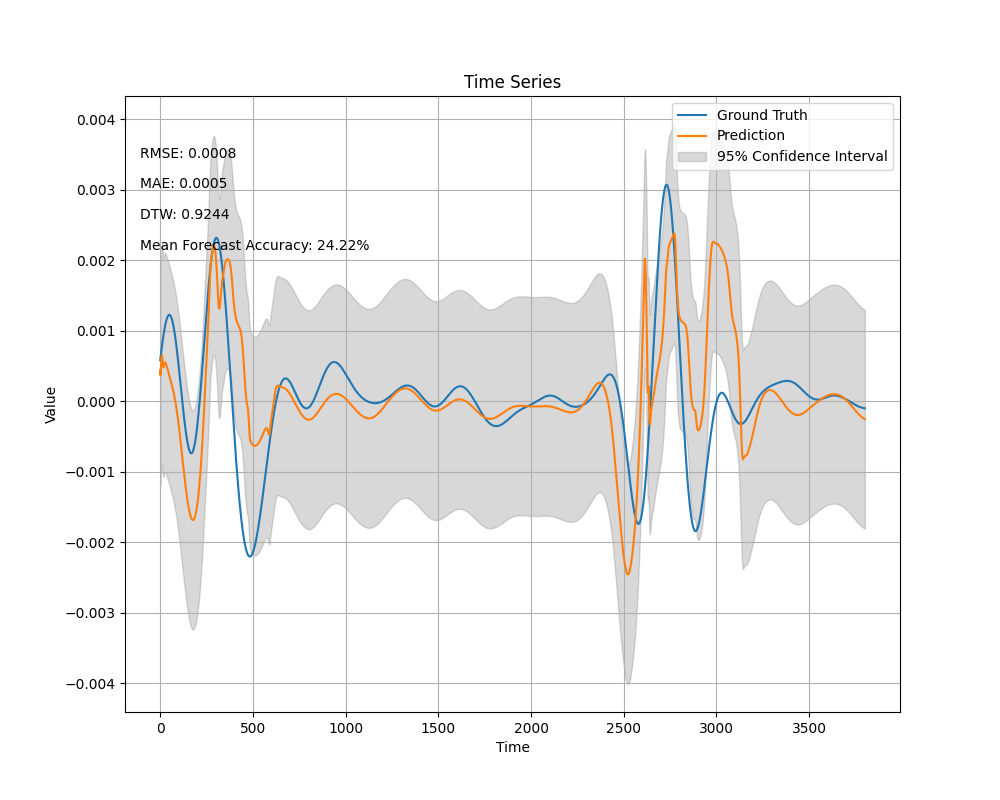 Time Series
Ground Truth
Prediction
95% Confidence Interval
RMSE: 0.0008
MAE: 0.0005
DTW: 0.9244
Mean Forecast Accuracy: 24.22%
0.004
0.003
0.002
0.001
0.000
−0.001
−0.002
−0.003
−0.004
Value
0 500 1000 1500 2000 2500 3000 3500
Time